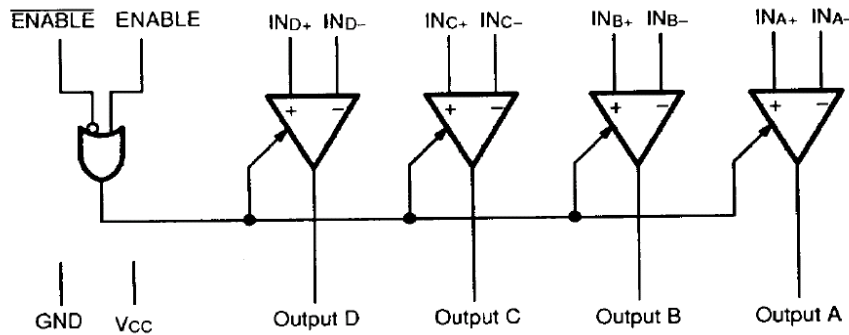 ENABLE ENABLE IND+ IND– INC+ INC– INB+ INB– INA+ INA–
+ – + – + – + –
GND VCC Output D Output C Output B Output A